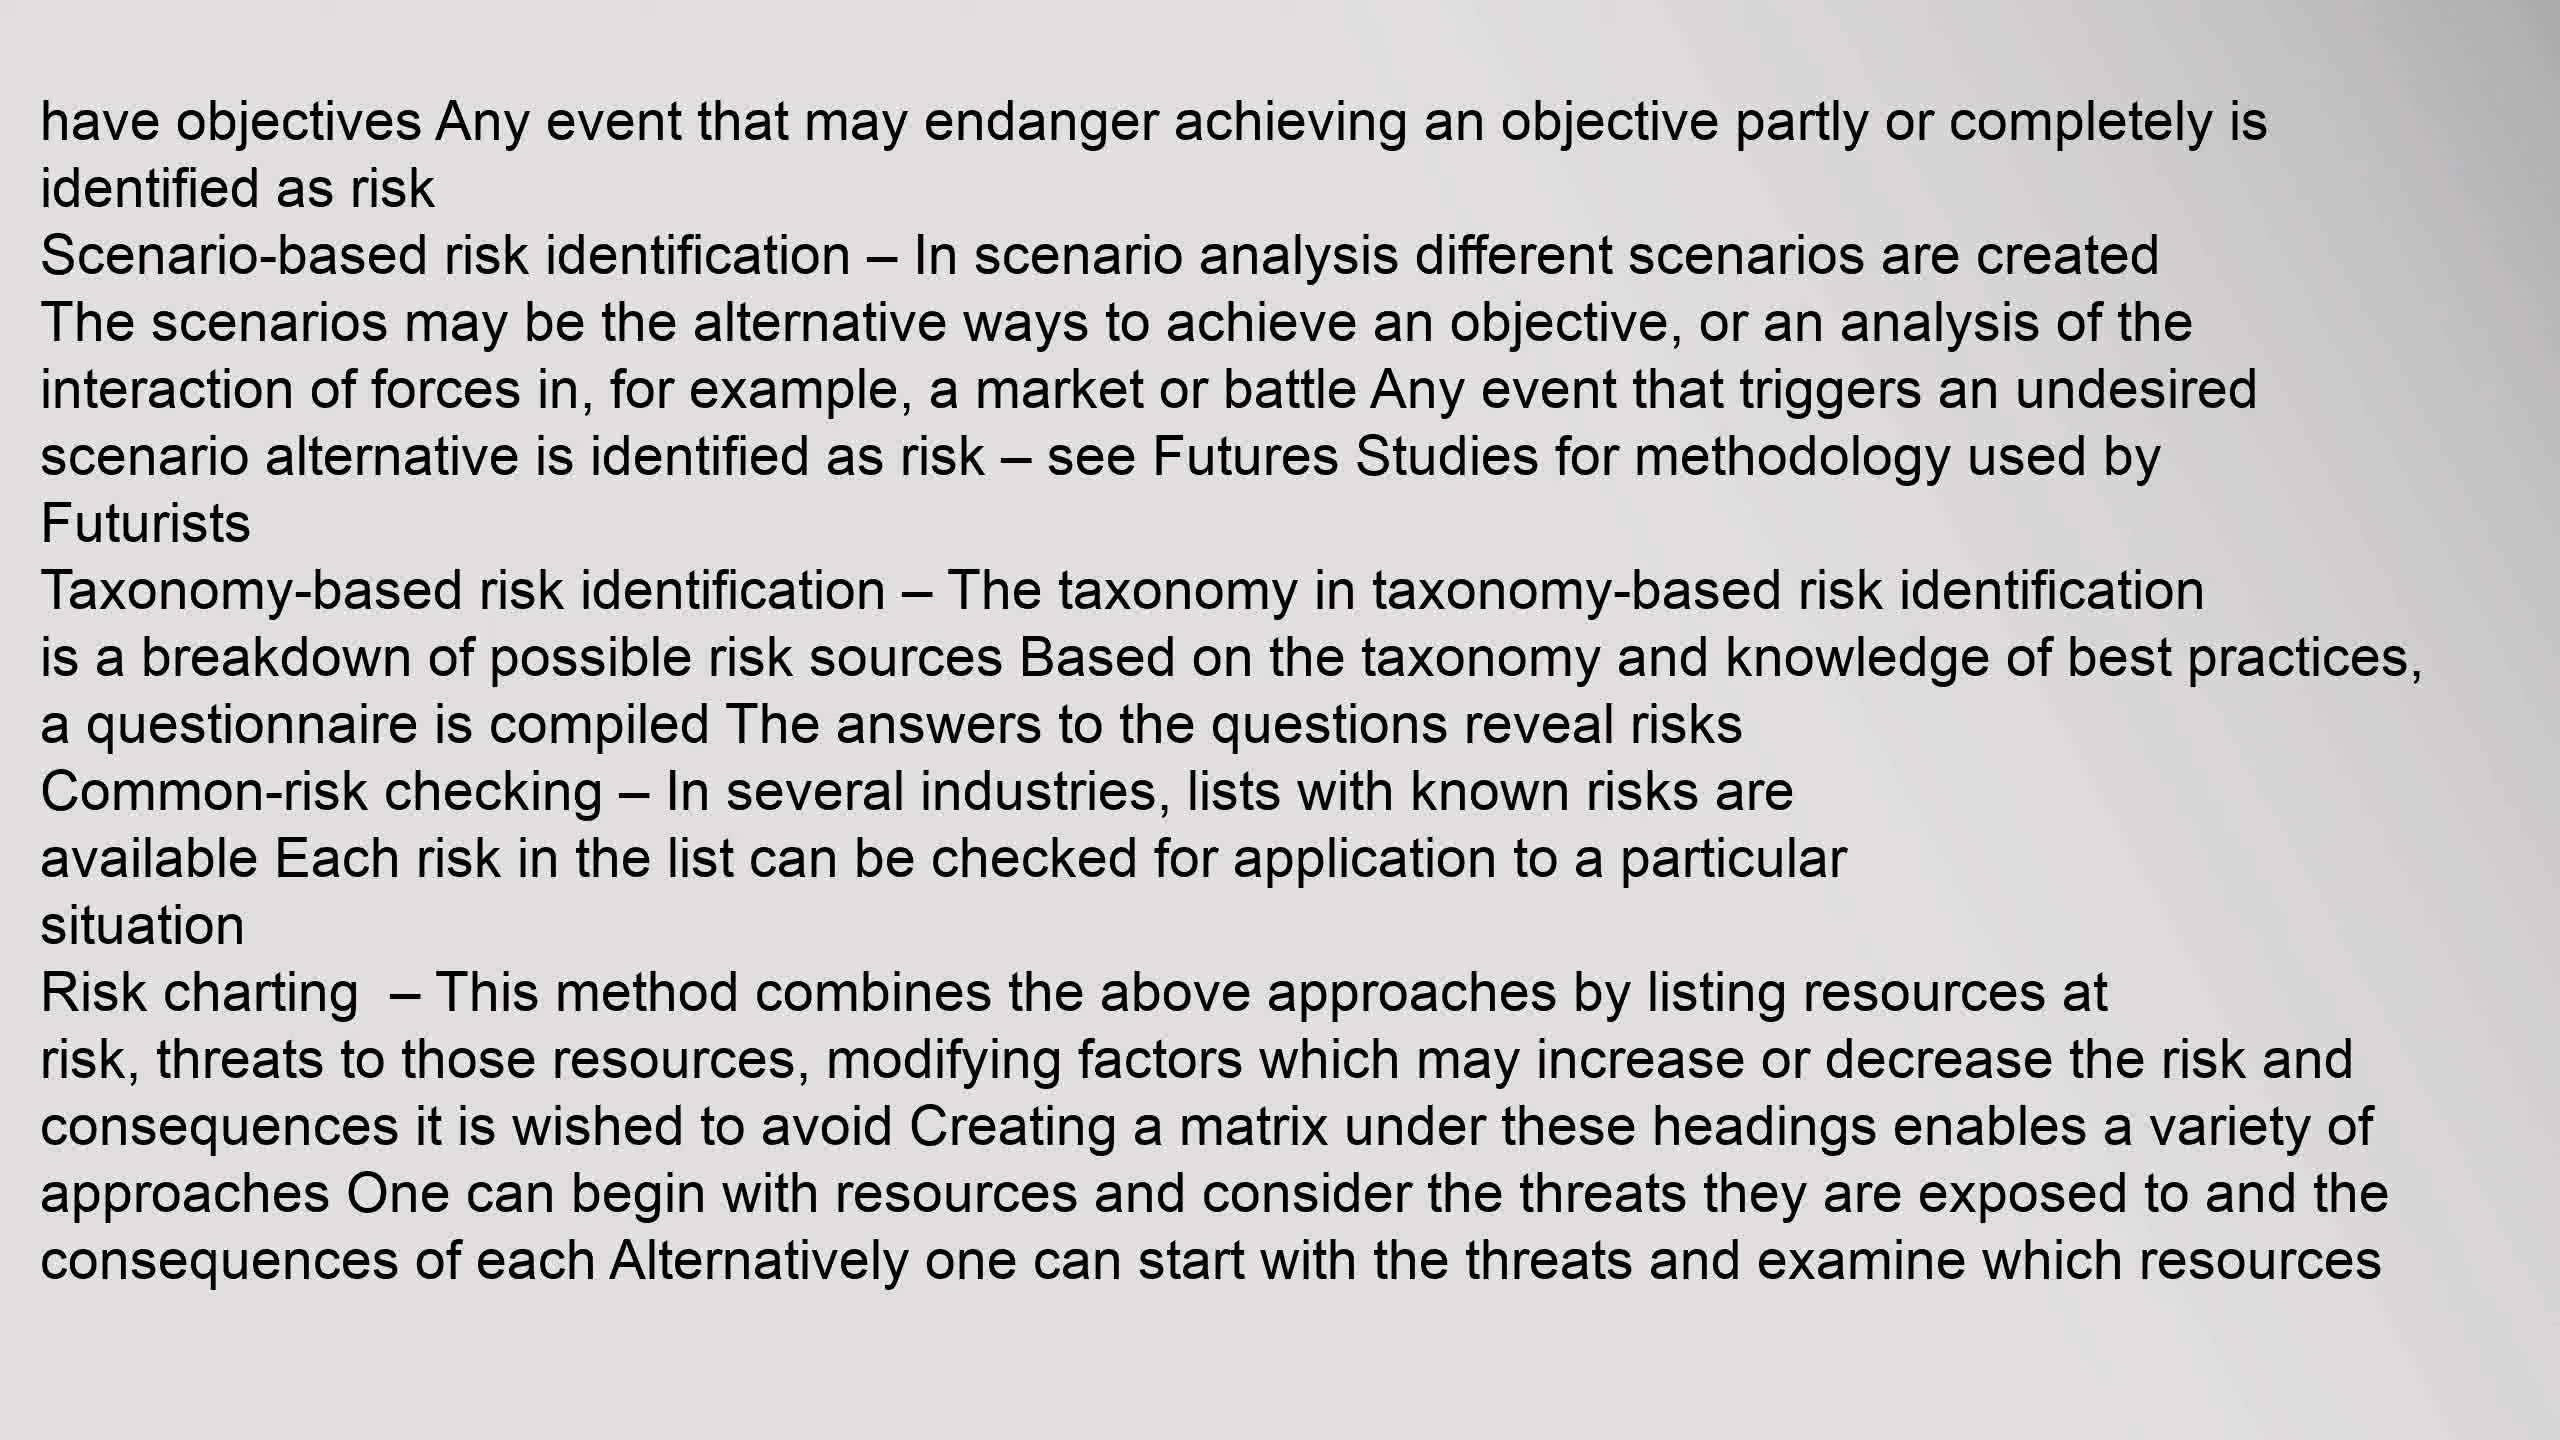 have objectives Any event that may endanger achieving an objective partly or completely is
identified as risk
Scenario-based risk identification – In scenario analysis different scenarios are created
The scenarios may be the alternative ways to achieve an objective, or an analysis of the
interaction of forces in, for example, a market or battle Any event that triggers an undesired
scenario alternative is identified as risk – see Futures Studies for methodology used by
Futurists
Taxonomy-based risk identification – The taxonomy in taxonomy-based risk identification
is a breakdown of possible risk sources Based on the taxonomy and knowledge of best practices,
a questionnaire is compiled The answers to the questions reveal risks
Common-risk checking – In several industries, lists with known risks are
available Each risk in the list can be checked for application to a particular
situation
Risk charting  – This method combines the above approaches by listing resources at
risk, threats to those resources, modifying factors which may increase or decrease the risk and
consequences it is wished to avoid Creating a matrix under these headings enables a variety of
approaches One can begin with resources and consider the threats they are exposed to and the
consequences of each Alternatively one can start with the threats and examine which resources